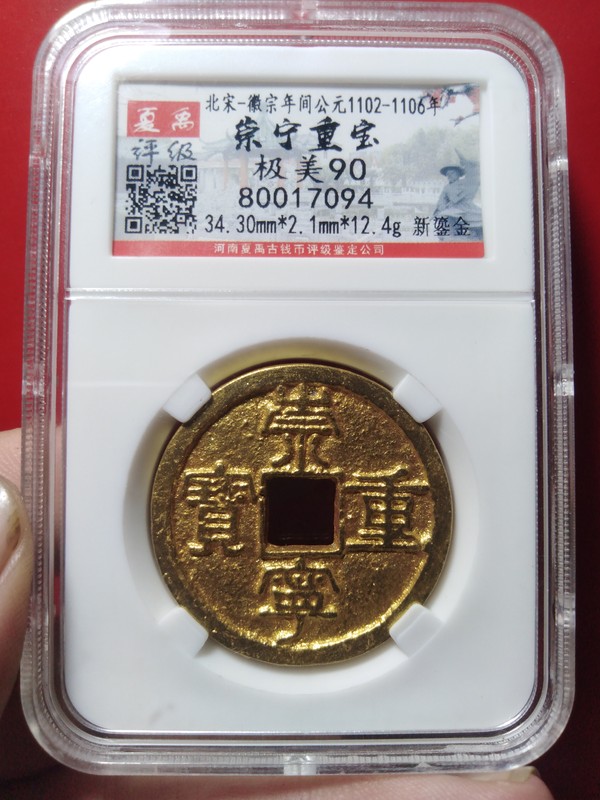 北宋-徽宗年间公元1102-1106年
夏禹
评级
崇宁重宝
极美90
80017094
34.30mm*2.1mm*12.4g 新鎏金
河南夏禹古钱币评级鉴定公司
崇
寶 重
寧